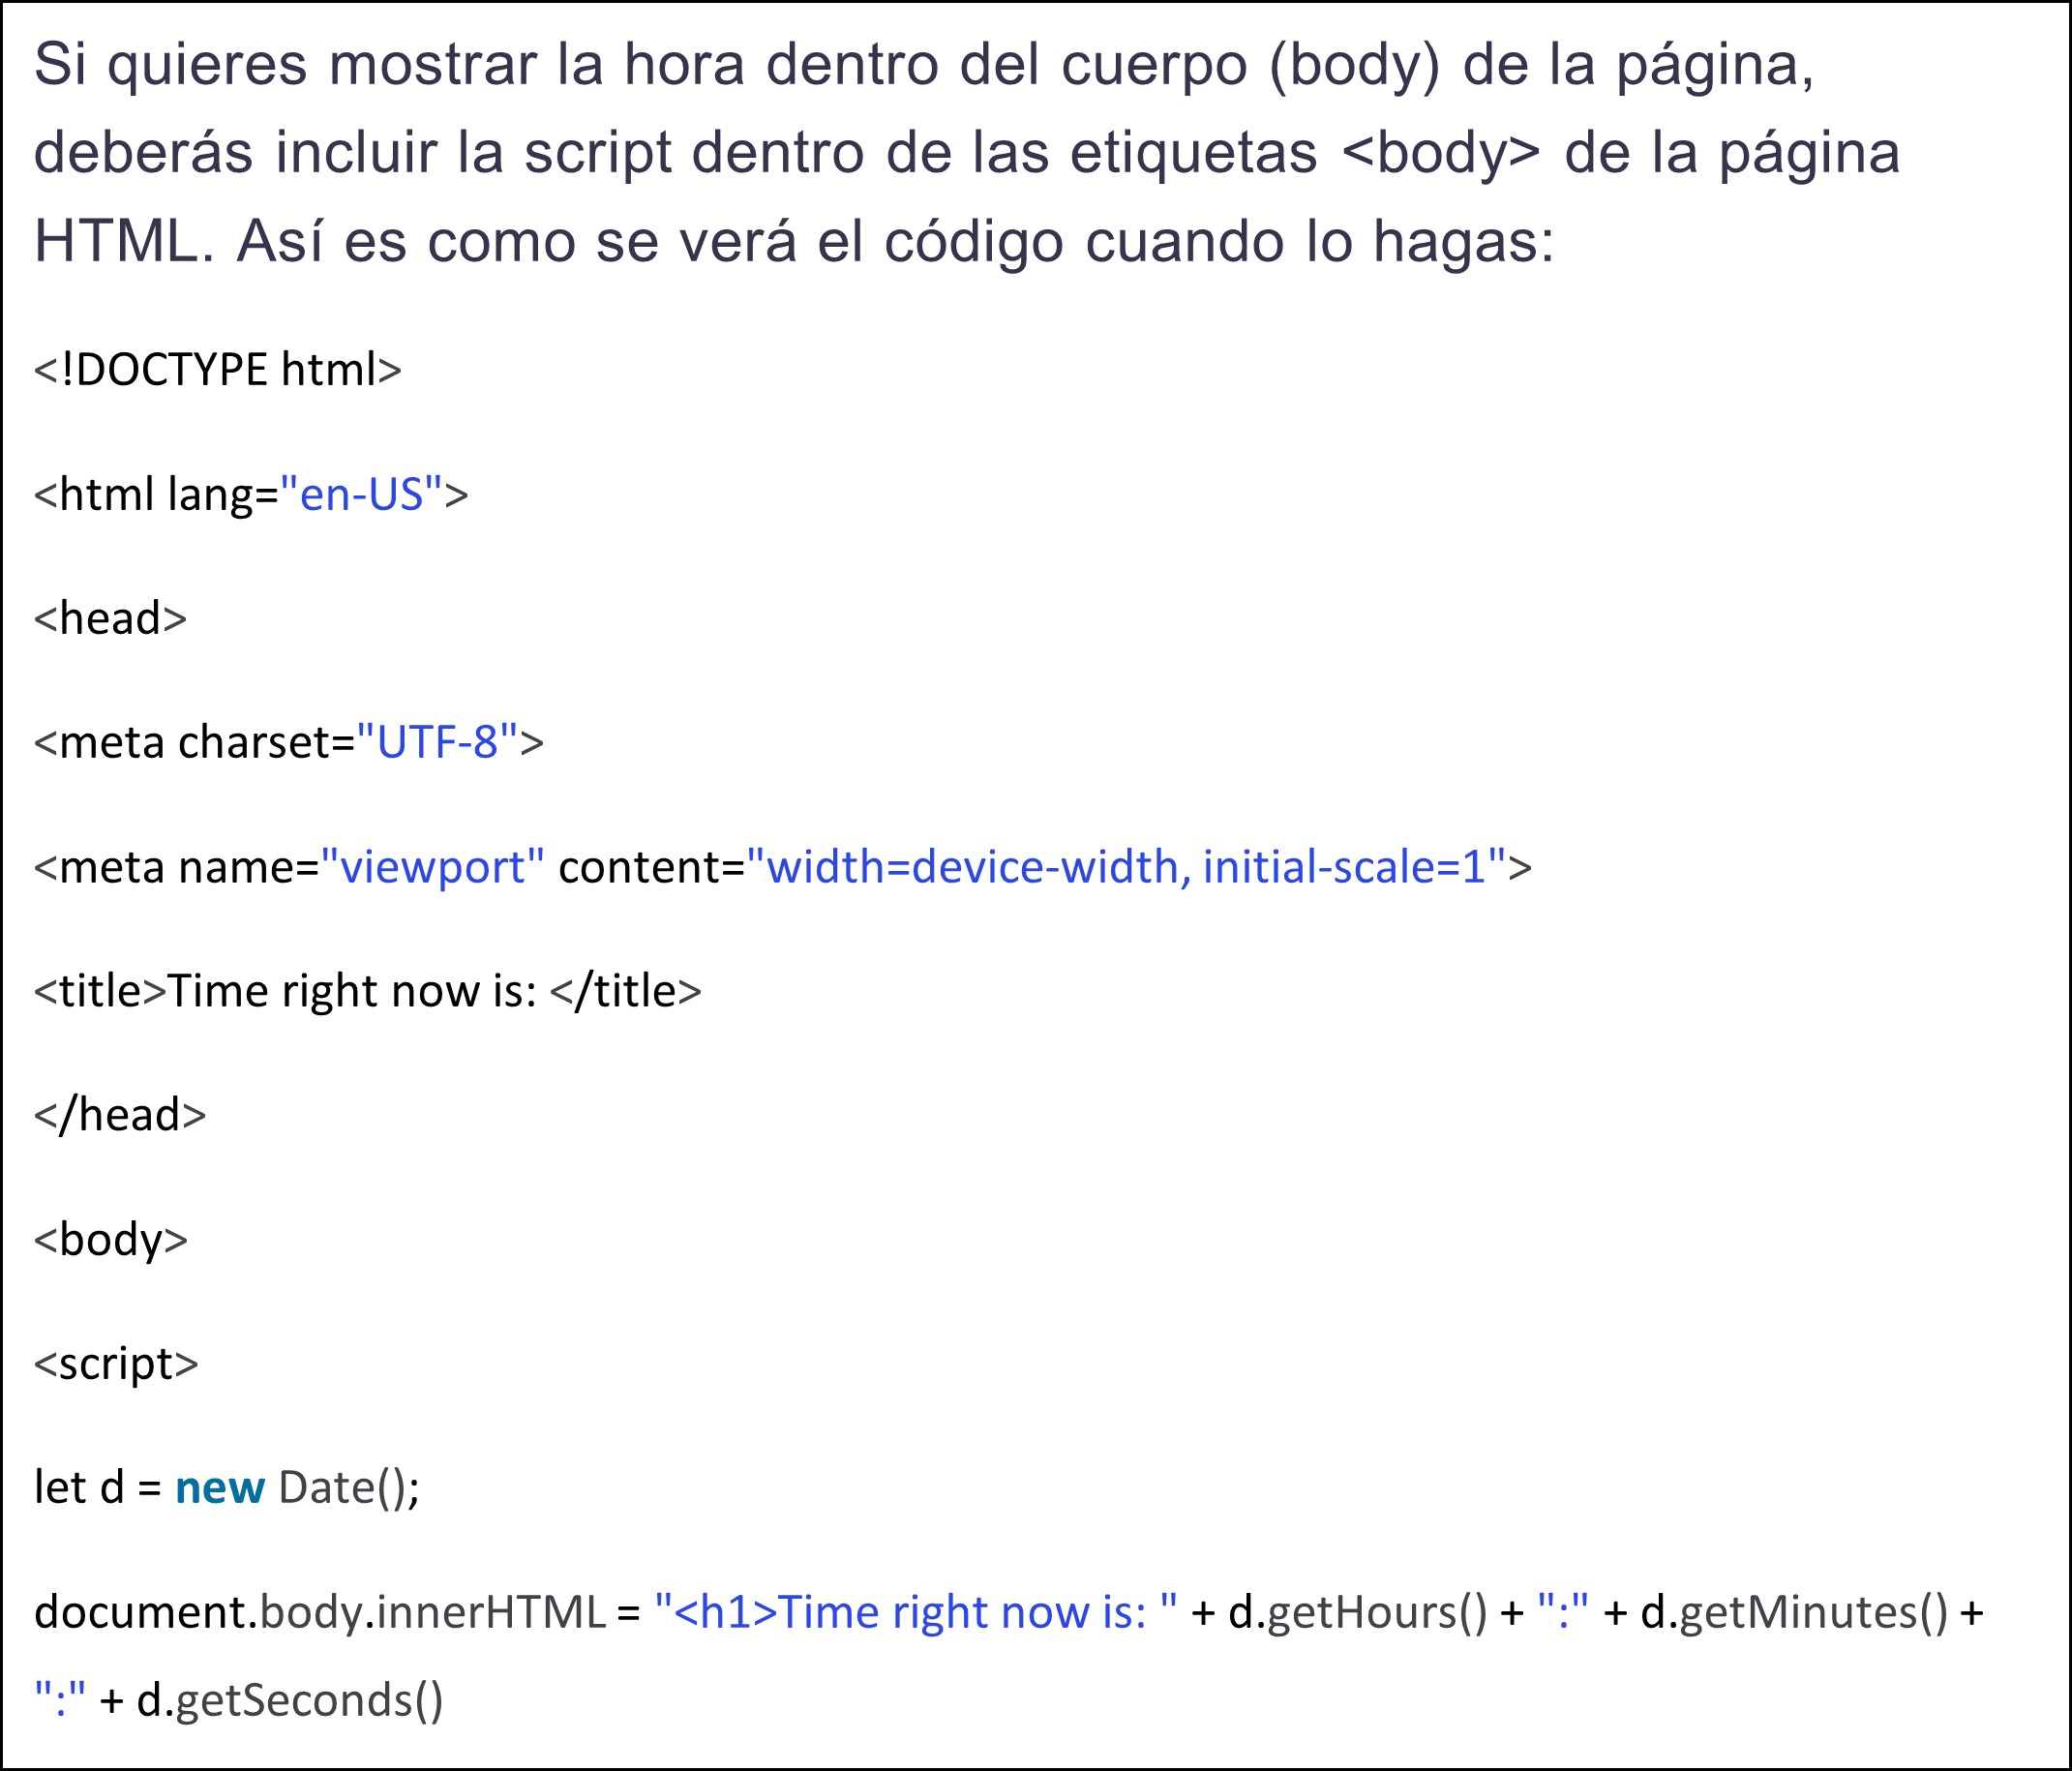 Si quieres mostrar la hora dentro del cuerpo (body) de la página,
deberás incluir la script dentro de las etiquetas <body> de la página
HTML. Así es como se verá el código cuando lo hagas:
<!DOCTYPE html>
<html lang="en-US">
<head>
<meta charset="UTF-8">
<meta name="viewport" content="width=device-width, initial-scale=1">
<title>Time right now is: </title>
</head>
<body>
<script>
let d = new Date();
document.body.innerHTML = "<h1>Time right now is: " + d.getHours() + ":" + d.getMinutes() +
":" + d.getSeconds()